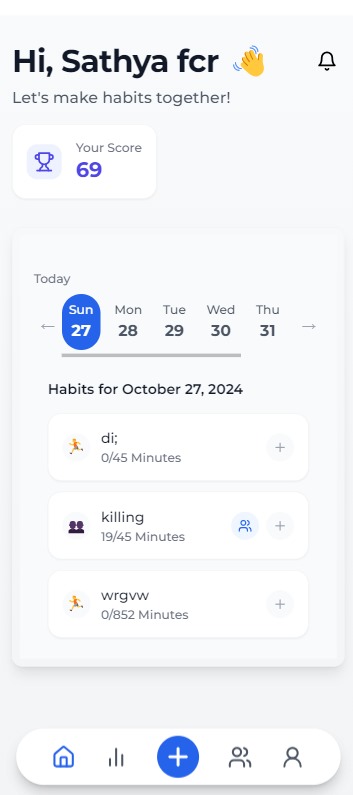 Hi, Sathya fcr 👋
Let's make habits together!
Your Score
69
Today
← Sun Mon Tue Wed Thu →
27 28 29 30 31
Habits for October 27, 2024
di;
0/45 Minutes
killing
19/45 Minutes
wrgvw
0/852 Minutes